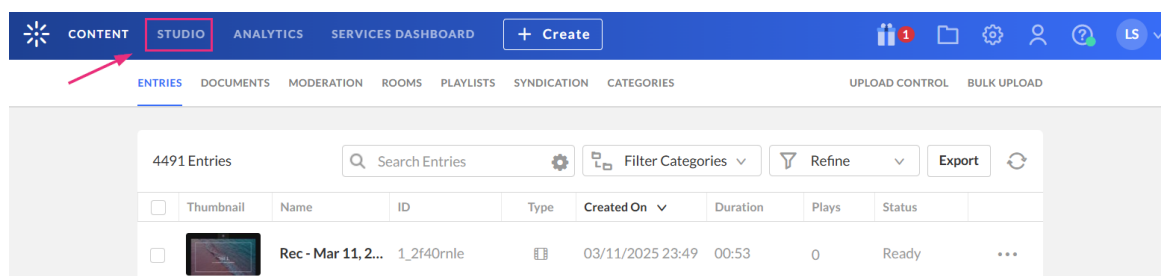 CONTENT STUDIO ANALYTICS SERVICES DASHBOARD + Create 1 LS
ENTRIES DOCUMENTS MODERATION ROOMS PLAYLISTS SYNDICATION CATEGORIES UPLOAD CONTROL BULK UPLOAD
4491 Entries Search Entries Filter Categories Refine Export
Thumbnail Name ID Type Created On Duration Plays Status
Rec - Mar 11, 2... 1_2f40rnle 03/11/2025 23:49 00:53 0 Ready